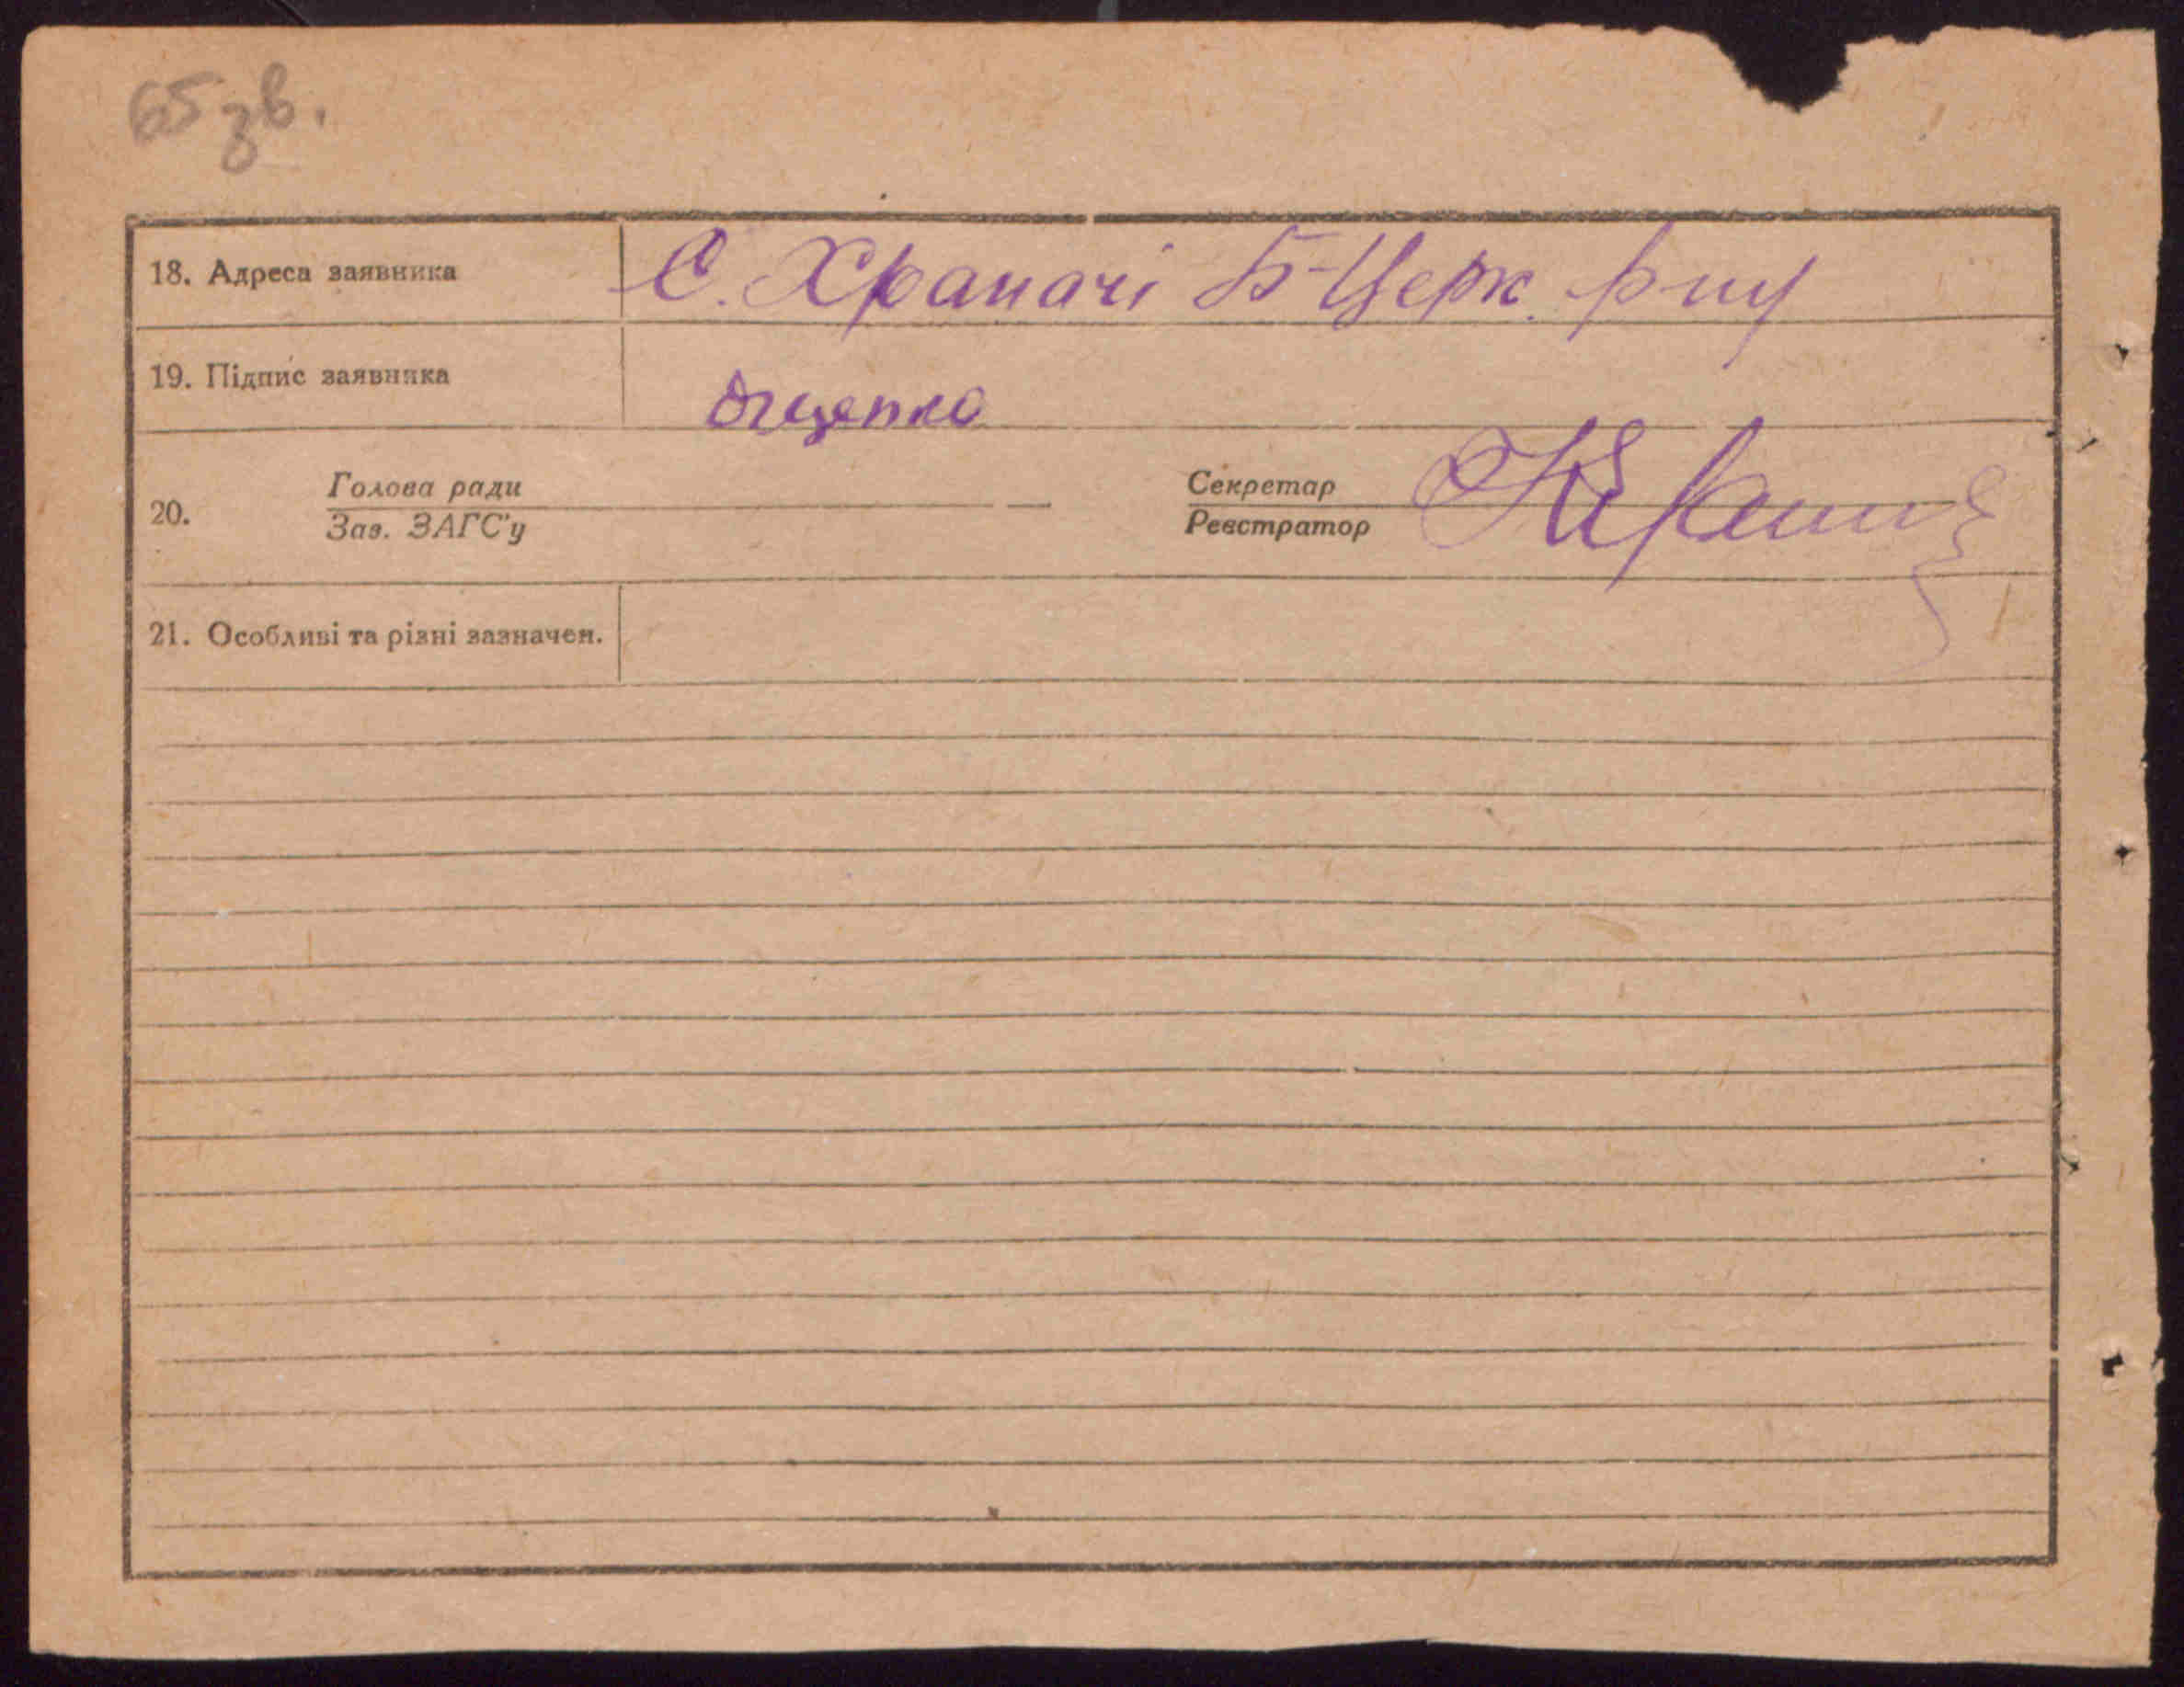 65 зв.
18. Адреса заявника С. Храпачі Б-Церк. р-ну
19. Підпис заявника
20. Голова ради Секретар
Зав. ЗАГС'у Реєстратор
21. Особливі та різні зазначен.